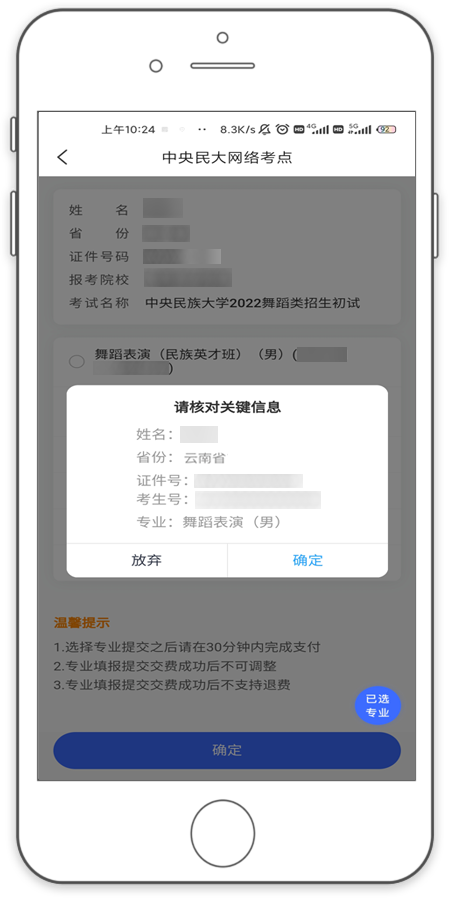 上午10:24 8.3K/s HD 4G HD 5G 92
中央民大网络考点
姓 名
省 份
证件号码
报考院校
考试名称 中央民族大学2022舞蹈类招生初试
舞蹈表演（民族英才班）（男）(
)
请核对关键信息
姓名：
省份：云南省
证件号：
考生号：
专业：舞蹈表演（男）
放弃 确定
温馨提示
1.选择专业提交之后请在30分钟内完成支付
2.专业填报提交交费成功后不可调整
3.专业填报提交交费成功后不支持退费
已选
专业
确定